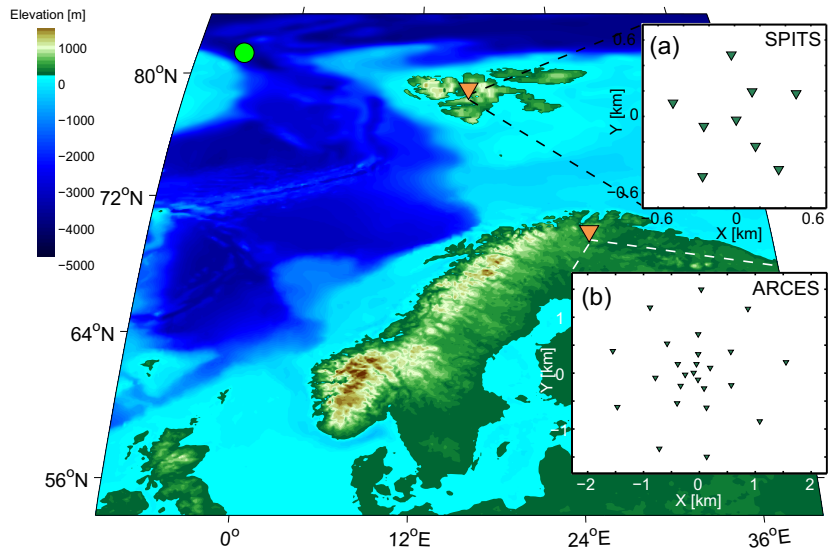 Elevation [m]
1000
0
−1000
−2000
−3000
−4000
−5000
80°N
72°N
64°N
56°N
0°
12°E
24°E
36°E
(a) SPITS
0.6
0
−0.6
Y [km]
0.6 0 0.6
X [km]
(b) ARCES
1
0
−1
Y [km]
−2 −1 0 1 2
X [km]